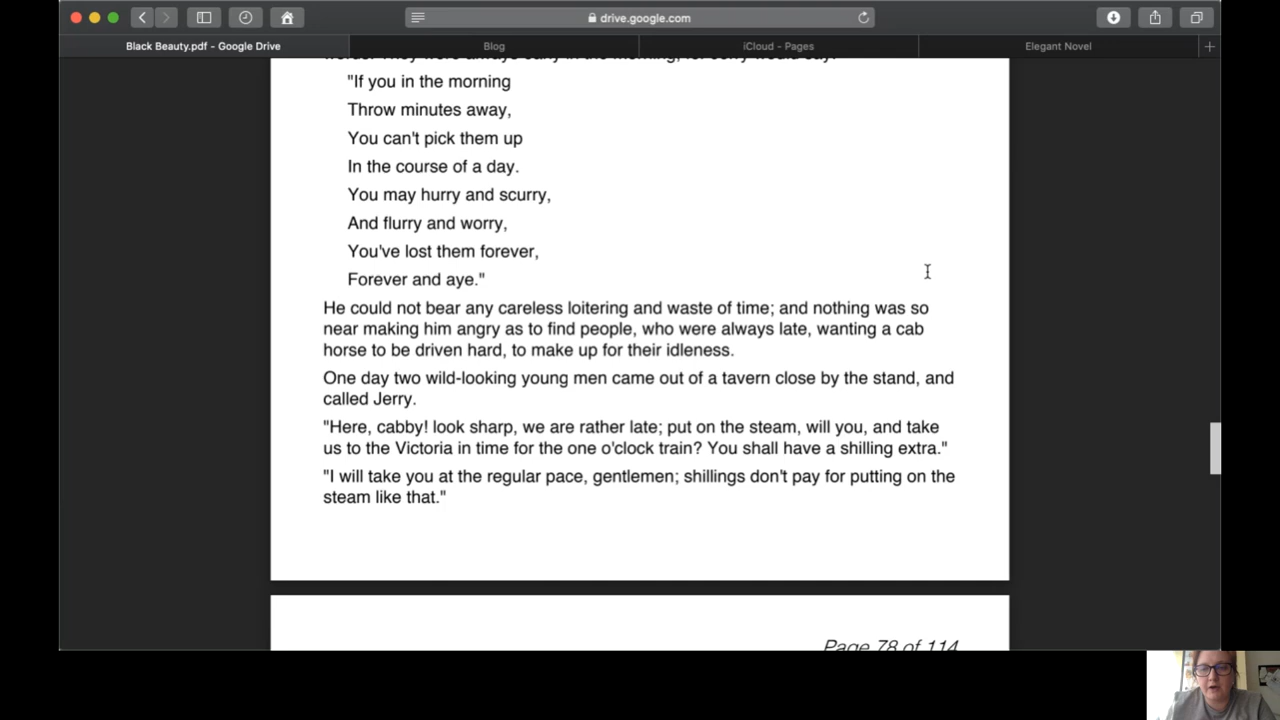 drive.google.com
Black Beauty.pdf - Google Drive
Blog
iCloud - Pages
Elegant Novel
"If you in the morning
Throw minutes away,
You can't pick them up
In the course of a day.
You may hurry and scurry,
And flurry and worry,
You've lost them forever,
Forever and aye."
He could not bear any careless loitering and waste of time; and nothing was so
near making him angry as to find people, who were always late, wanting a cab
horse to be driven hard, to make up for their idleness.
One day two wild-looking young men came out of a tavern close by the stand, and
called Jerry.
"Here, cabby! look sharp, we are rather late; put on the steam, will you, and take
us to the Victoria in time for the one o'clock train? You shall have a shilling extra."
"I will take you at the regular pace, gentlemen; shillings don't pay for putting on the
steam like that."
Page 78 of 114